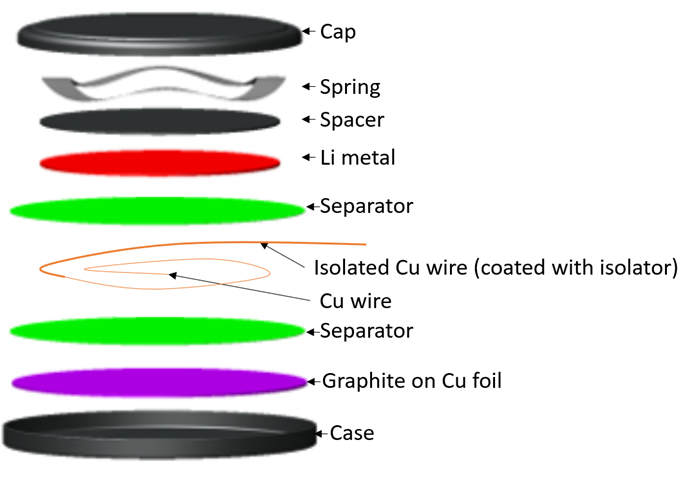 Cap
Spring
Spacer
Li metal
Separator
Isolated Cu wire (coated with isolator)
Cu wire
Separator
Graphite on Cu foil
Case